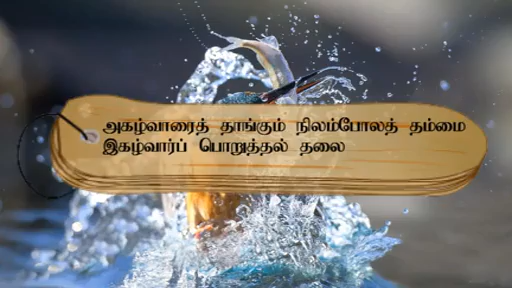 அகழ்வாரைத் தாங்கும் நிலம்போலத் தம்மை
இகழ்வார்ப் பொறுத்தல் தலை